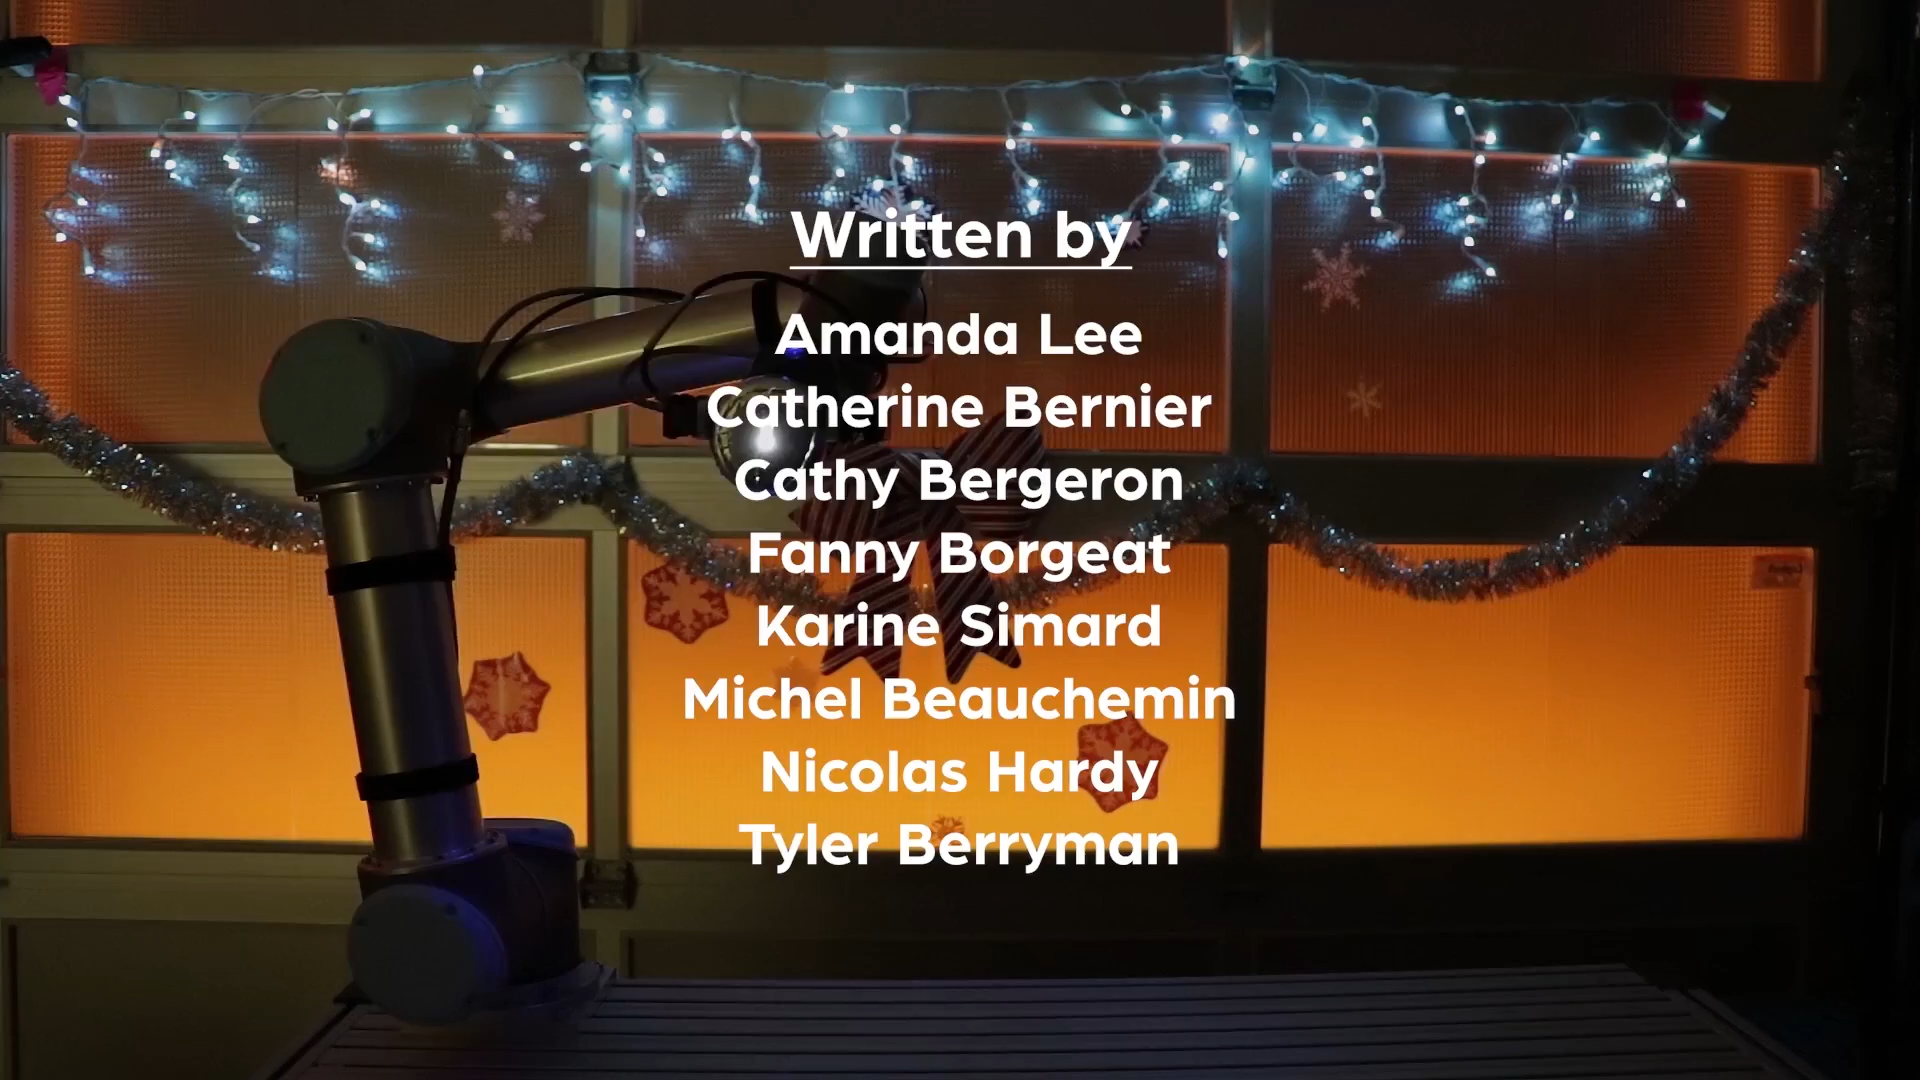 Written by
Amanda Lee
Catherine Bernier
Cathy Bergeron
Fanny Borgeat
Karine Simard
Michel Beauchemin
Nicolas Hardy
Tyler Berryman